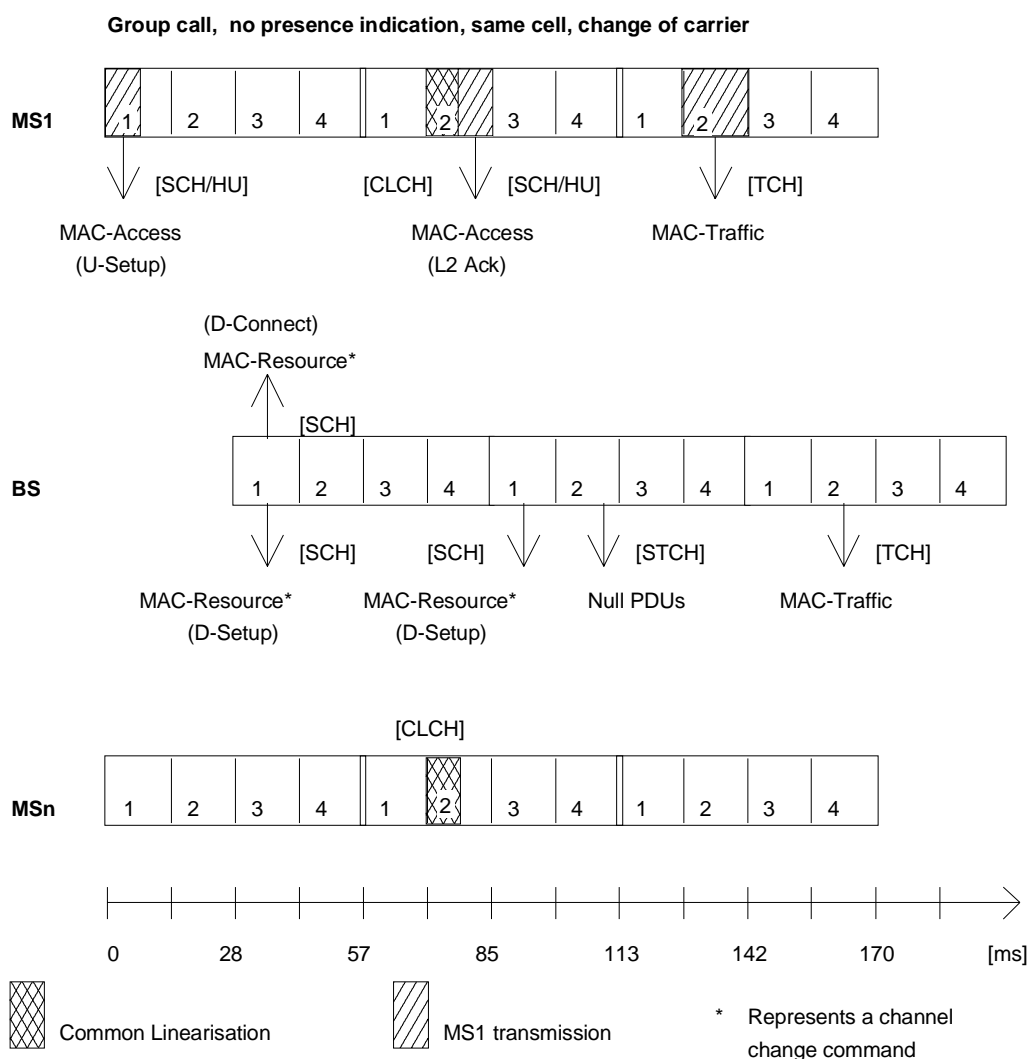 Group call, no presence indication, same cell, change of carrier
MS1
1 2 3 4 1 2 3 4 1 2 3 4
[SCH/HU] [CLCH] [SCH/HU] [TCH]
MAC-Access MAC-Access MAC-Traffic
(U-Setup) (L2 Ack)
(D-Connect)
MAC-Resource*
[SCH]
BS
1 2 3 4 1 2 3 4 1 2 3 4
[SCH] [SCH] [STCH] [TCH]
MAC-Resource* MAC-Resource* Null PDUs MAC-Traffic
(D-Setup) (D-Setup)
[CLCH]
MSn
1 2 3 4 1 2 3 4 1 2 3 4
0 28 57 85 113 142 170 [ms]
Common Linearisation MS1 transmission * Represents a channel
change command